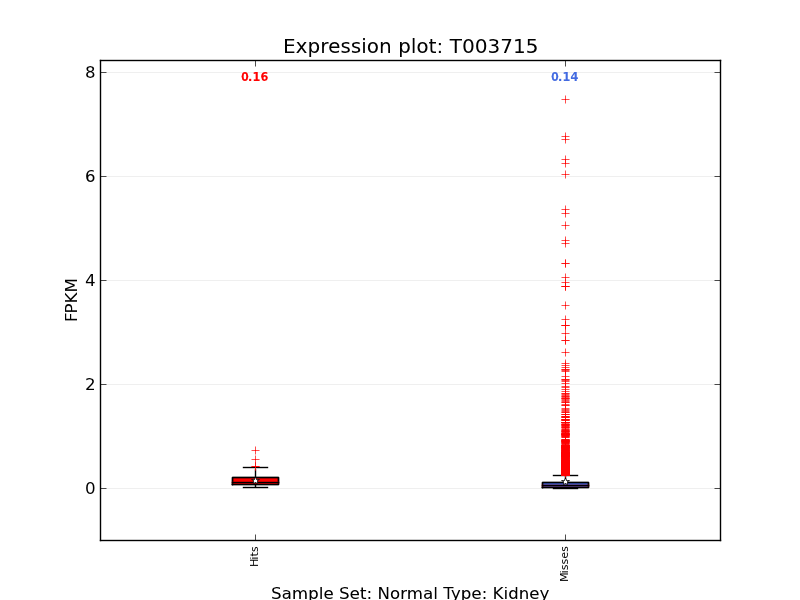 Expression plot: T003715
0.16
0.14
8
6
4
2
0
FPKM
Hits
Misses
Sample Set: Normal Type: Kidney